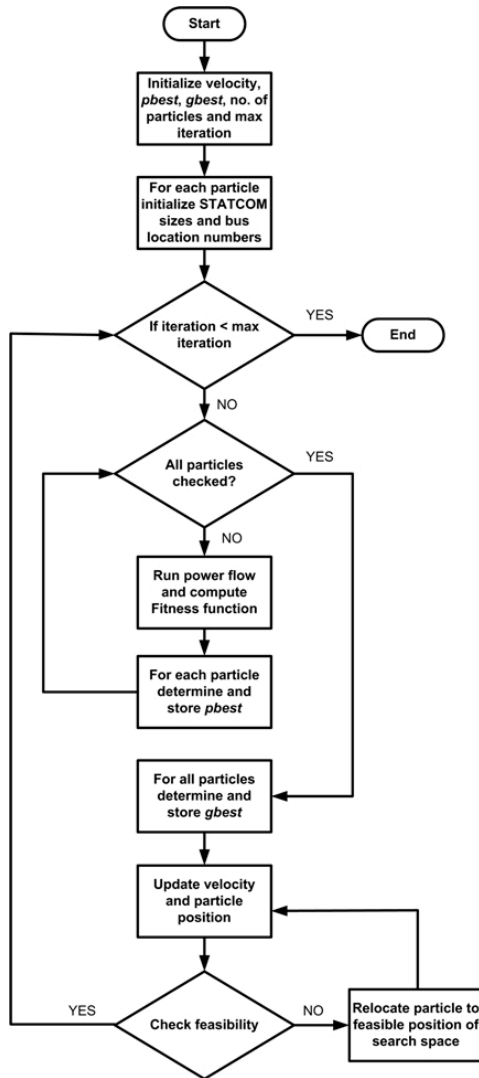 Start
Initialize velocity,
pbest, gbest, no. of
particles and max
iteration
For each particle
initialize STATCOM
sizes and bus
location numbers
If iteration < max
iteration
YES
End
NO
All particles
checked?
YES
NO
Run power flow
and compute
Fitness function
For each particle
determine and
store pbest
For all particles
determine and
store gbest
Update velocity
and particle
position
YES
Check feasibility
NO
Relocate particle to
feasible position of
search space